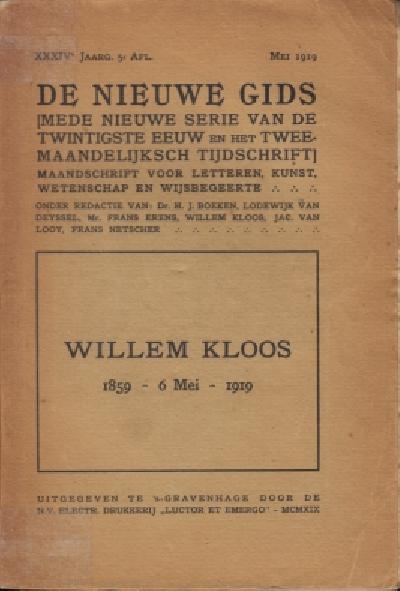 XXXIVe JAARG. 5e AFL. MEI 1919
DE NIEUWE GIDS
[MEDE NIEUWE SERIE VAN DE
TWINTIGSTE EEUW EN HET TWEE-
MAANDELIJKSCH TIJDSCHRIFT]
MAANDSCHRIFT VOOR LETTEREN, KUNST,
WETENSCHAP EN WIJSBEGEERTE ∴ ∴ ∴
ONDER REDACTIE VAN: Dr. H. J. BOEKEN, LODEWIJK VAN
DEYSSEL, Mr. FRANS ERENS, WILLEM KLOOS, JAC. VAN
LOOY, FRANS NETSCHER ∴ ∴ ∴ ∴ ∴ ∴ ∴ ∴ ∴
WILLEM KLOOS
1859 - 6 Mei - 1919
UITGEGEVEN TE 's-GRAVENHAGE DOOR DE
N.V. ELECTR. DRUKKERIJ „LUCTOR ET EMERGO" - MCMXIX